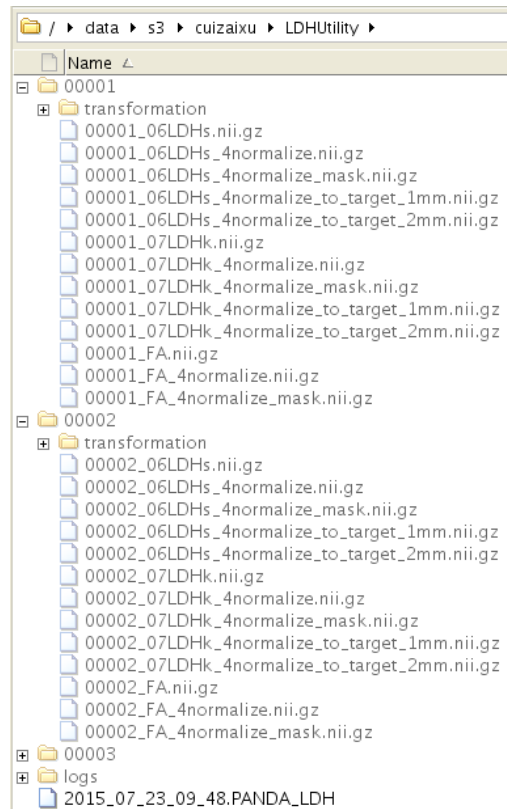 / data s3 cuizaixu LDHUtility
Name
00001
transformation
00001_06LDHs.nii.gz
00001_06LDHs_4normalize.nii.gz
00001_06LDHs_4normalize_mask.nii.gz
00001_06LDHs_4normalize_to_target_1mm.nii.gz
00001_06LDHs_4normalize_to_target_2mm.nii.gz
00001_07LDHk.nii.gz
00001_07LDHk_4normalize.nii.gz
00001_07LDHk_4normalize_mask.nii.gz
00001_07LDHk_4normalize_to_target_1mm.nii.gz
00001_07LDHk_4normalize_to_target_2mm.nii.gz
00001_FA.nii.gz
00001_FA_4normalize.nii.gz
00001_FA_4normalize_mask.nii.gz
00002
transformation
00002_06LDHs.nii.gz
00002_06LDHs_4normalize.nii.gz
00002_06LDHs_4normalize_mask.nii.gz
00002_06LDHs_4normalize_to_target_1mm.nii.gz
00002_06LDHs_4normalize_to_target_2mm.nii.gz
00002_07LDHk.nii.gz
00002_07LDHk_4normalize.nii.gz
00002_07LDHk_4normalize_mask.nii.gz
00002_07LDHk_4normalize_to_target_1mm.nii.gz
00002_07LDHk_4normalize_to_target_2mm.nii.gz
00002_FA.nii.gz
00002_FA_4normalize.nii.gz
00002_FA_4normalize_mask.nii.gz
00003
logs
2015_07_23_09_48.PANDA_LDH